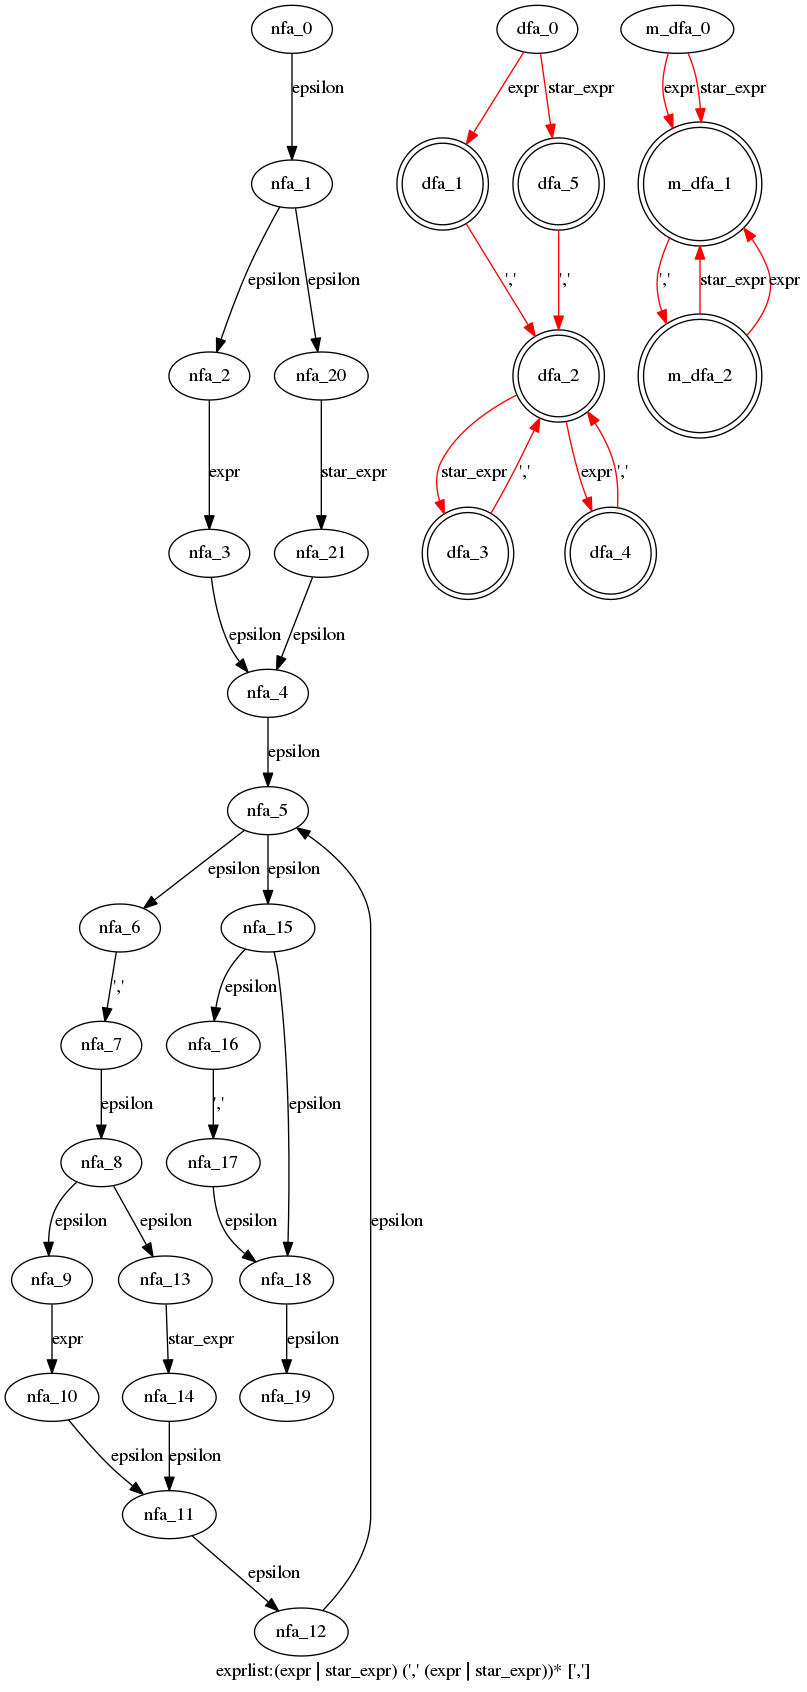 nfa_0
dfa_0
m_dfa_0
epsilon
expr
star_expr
expr
star_expr
nfa_1
dfa_1
dfa_5
m_dfa_1
epsilon
epsilon
','
','
','
star_expr
expr
nfa_2
nfa_20
dfa_2
m_dfa_2
expr
star_expr
star_expr
','
expr
','
nfa_3
nfa_21
dfa_3
dfa_4
epsilon
epsilon
nfa_4
epsilon
nfa_5
epsilon
epsilon
nfa_6
nfa_15
','
epsilon
nfa_7
nfa_16
epsilon
','
epsilon
nfa_8
nfa_17
epsilon
epsilon
epsilon
epsilon
nfa_9
nfa_13
nfa_18
expr
star_expr
epsilon
nfa_10
nfa_14
nfa_19
epsilon
epsilon
nfa_11
epsilon
nfa_12
exprlist:(expr | star_expr) (',' (expr | star_expr))* [',']